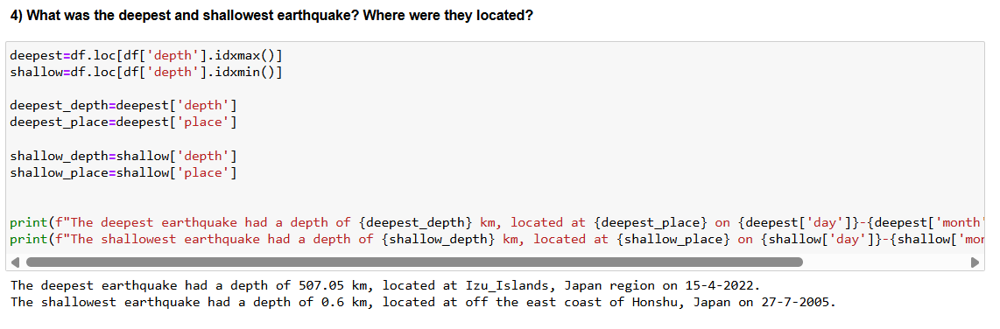 4) What was the deepest and shallowest earthquake? Where were they located?
deepest=df.loc[df['depth'].idxmax()]
shallow=df.loc[df['depth'].idxmin()]
deepest_depth=deepest['depth']
deepest_place=deepest['place']
shallow_depth=shallow['depth']
shallow_place=shallow['place']
print(f"The deepest earthquake had a depth of {deepest_depth} km, located at {deepest_place} on {deepest['day']}-{deepest['month'
print(f"The shallowest earthquake had a depth of {shallow_depth} km, located at {shallow_place} on {shallow['day']}-{shallow['mon
The deepest earthquake had a depth of 507.05 km, located at Izu_Islands, Japan region on 15-4-2022.
The shallowest earthquake had a depth of 0.6 km, located at off the east coast of Honshu, Japan on 27-7-2005.